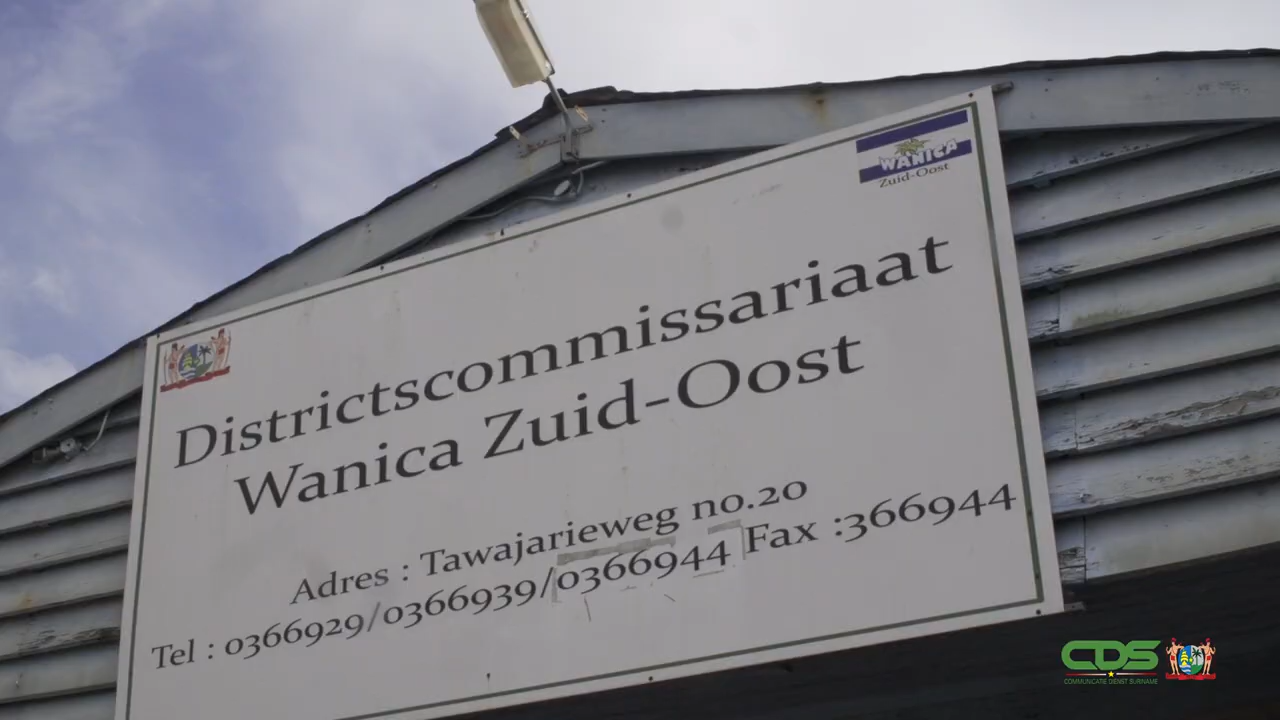 WANICA
Zuid-Oost
Districtscommissariaat
Wanica Zuid-Oost
Adres : Tawajarieweg no.20
Tel : 0366929/0366939/0366944 Fax :366944
CDS
COMMUNICATIE DIENST SURINAME